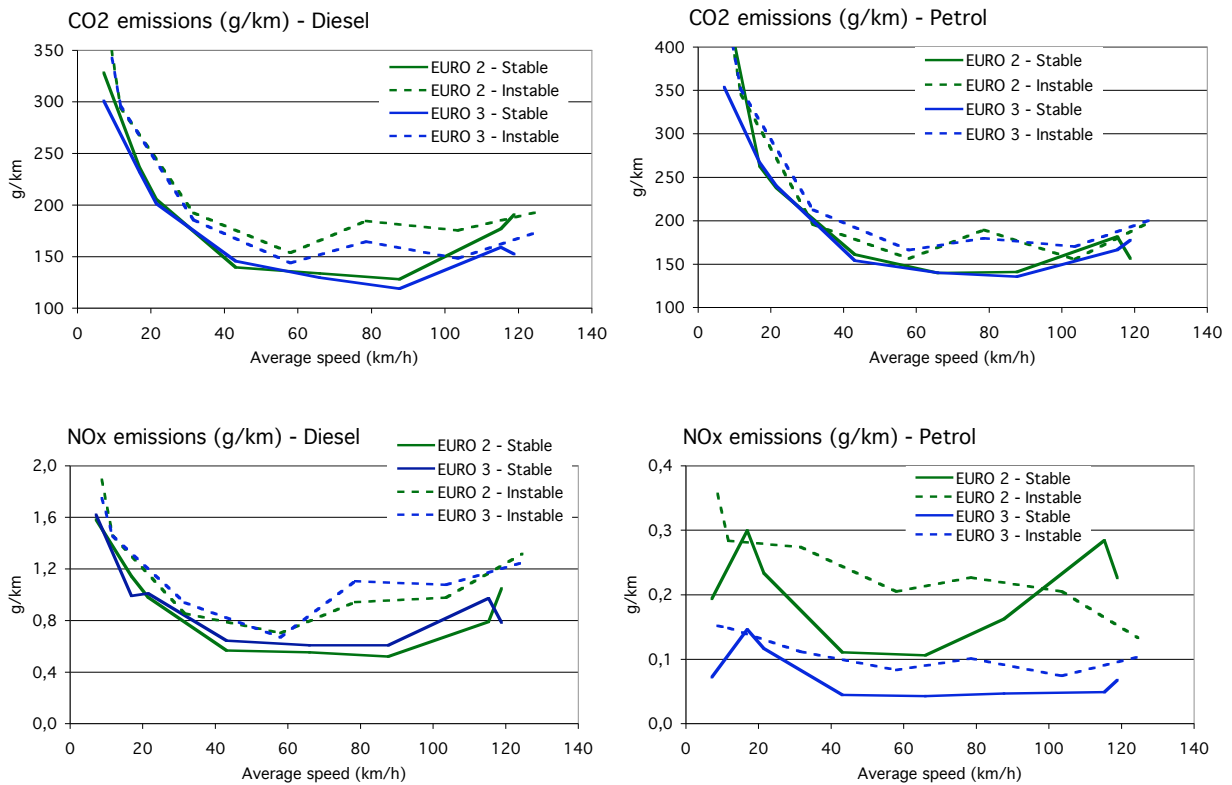 CO2 emissions (g/km) - Diesel
350
300
250
200
150
100
g/km
EURO 2 - Stable
EURO 2 - Instable
EURO 3 - Stable
EURO 3 - Instable
0 20 40 60 80 100 120 140
Average speed (km/h)
CO2 emissions (g/km) - Petrol
400
350
300
250
200
150
100
g/km
EURO 2 - Stable
EURO 2 - Instable
EURO 3 - Stable
EURO 3 - Instable
0 20 40 60 80 100 120 140
Average speed (km/h)
NOx emissions (g/km) - Diesel
2,0
1,6
1,2
0,8
0,4
0,0
g/km
EURO 2 - Stable
EURO 3 - Stable
EURO 2 - Instable
EURO 3 - Instable
0 20 40 60 80 100 120 140
Average speed (km/h)
NOx emissions (g/km) - Petrol
0,4
0,3
0,2
0,1
0,0
g/km
EURO 2 - Stable
EURO 2 - Instable
EURO 3 - Stable
EURO 3 - Instable
0 20 40 60 80 100 120 140
Average speed (km/h)